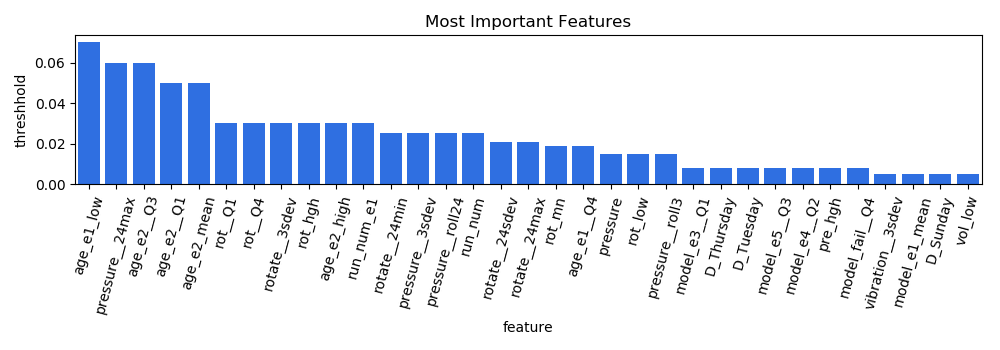 Most Important Features
threshhold
0.06
0.04
0.02
0.00
age_e1_low
pressure__24max
age_e2__Q3
age_e2__Q1
age_e2_mean
rot_Q1
rot_Q4
rotate__3sdev
rot_hgh
age_e2_high
run_num_e1
rotate__24min
pressure__3sdev
pressure__roll24
run_num
rotate__24sdev
rotate__24max
rot_mn
age_e1__Q4
pressure
rot_low
pressure__roll3
model_e3__Q1
D_Thursday
D_Tuesday
model_e5__Q3
model_e4__Q2
pre_hgh
model_fail__Q4
vibration__3sdev
model_e1_mean
D_Sunday
vol_low
feature